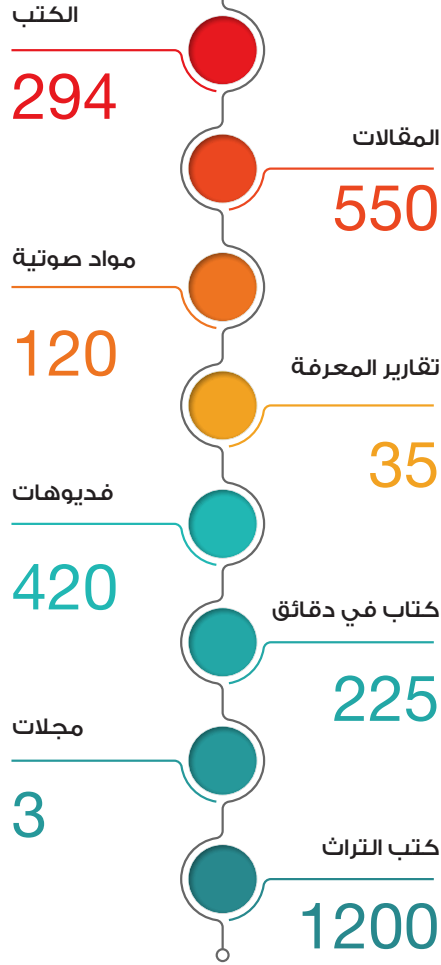 الكتب
294
المقالات
550
مواد صوتية
120
تقارير المعرفة
35
فديوهات
420
كتاب في دقائق
225
مجلات
3
كتب التراث
1200